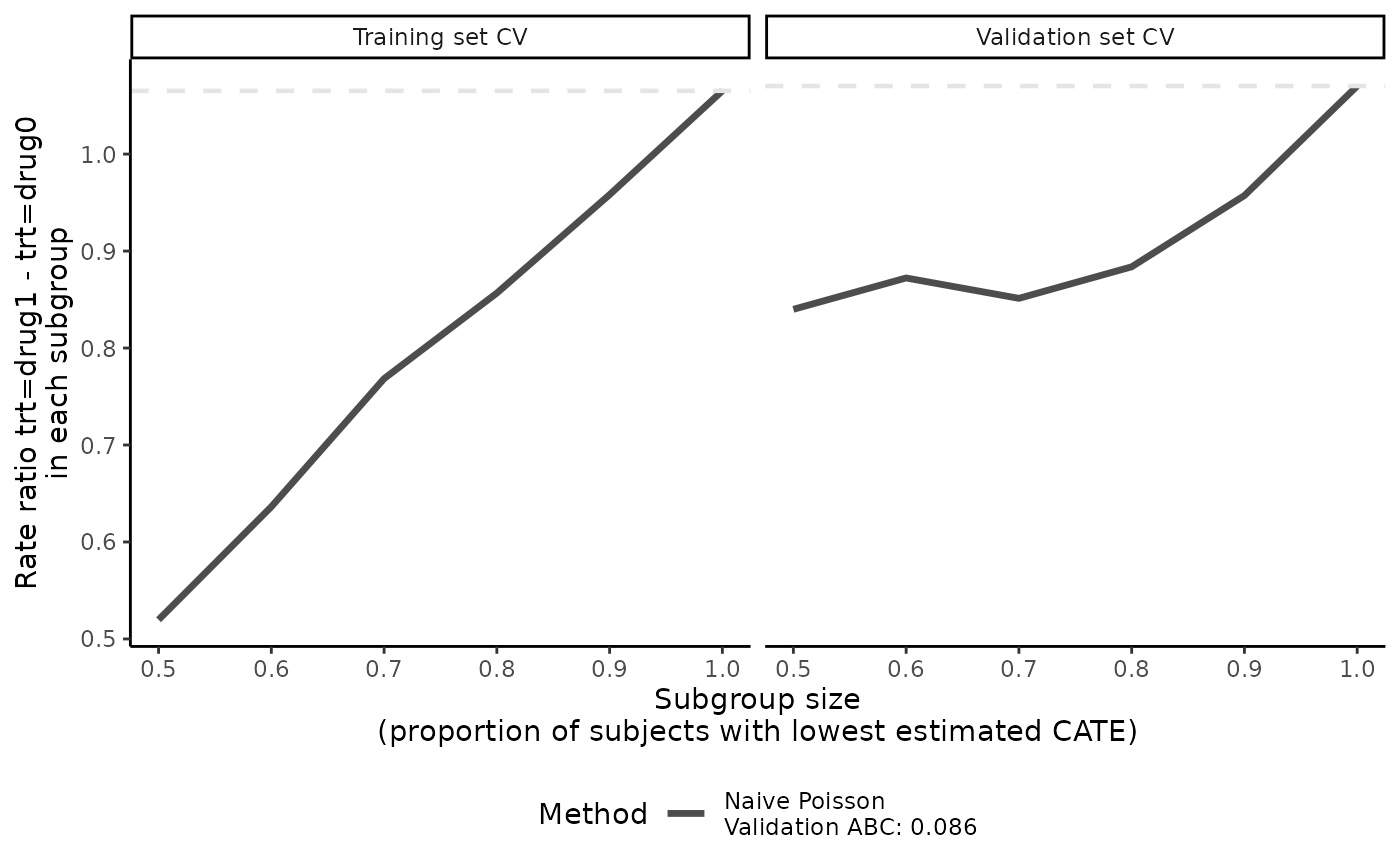 Training set CV
Validation set CV
Rate ratio trt=drug1 - trt=drug0
in each subgroup
1.0
0.9
0.8
0.7
0.6
0.5
0.5 0.6 0.7 0.8 0.9 1.0
0.5 0.6 0.7 0.8 0.9 1.0
Subgroup size
(proportion of subjects with lowest estimated CATE)
Method
Naive Poisson
Validation ABC: 0.086